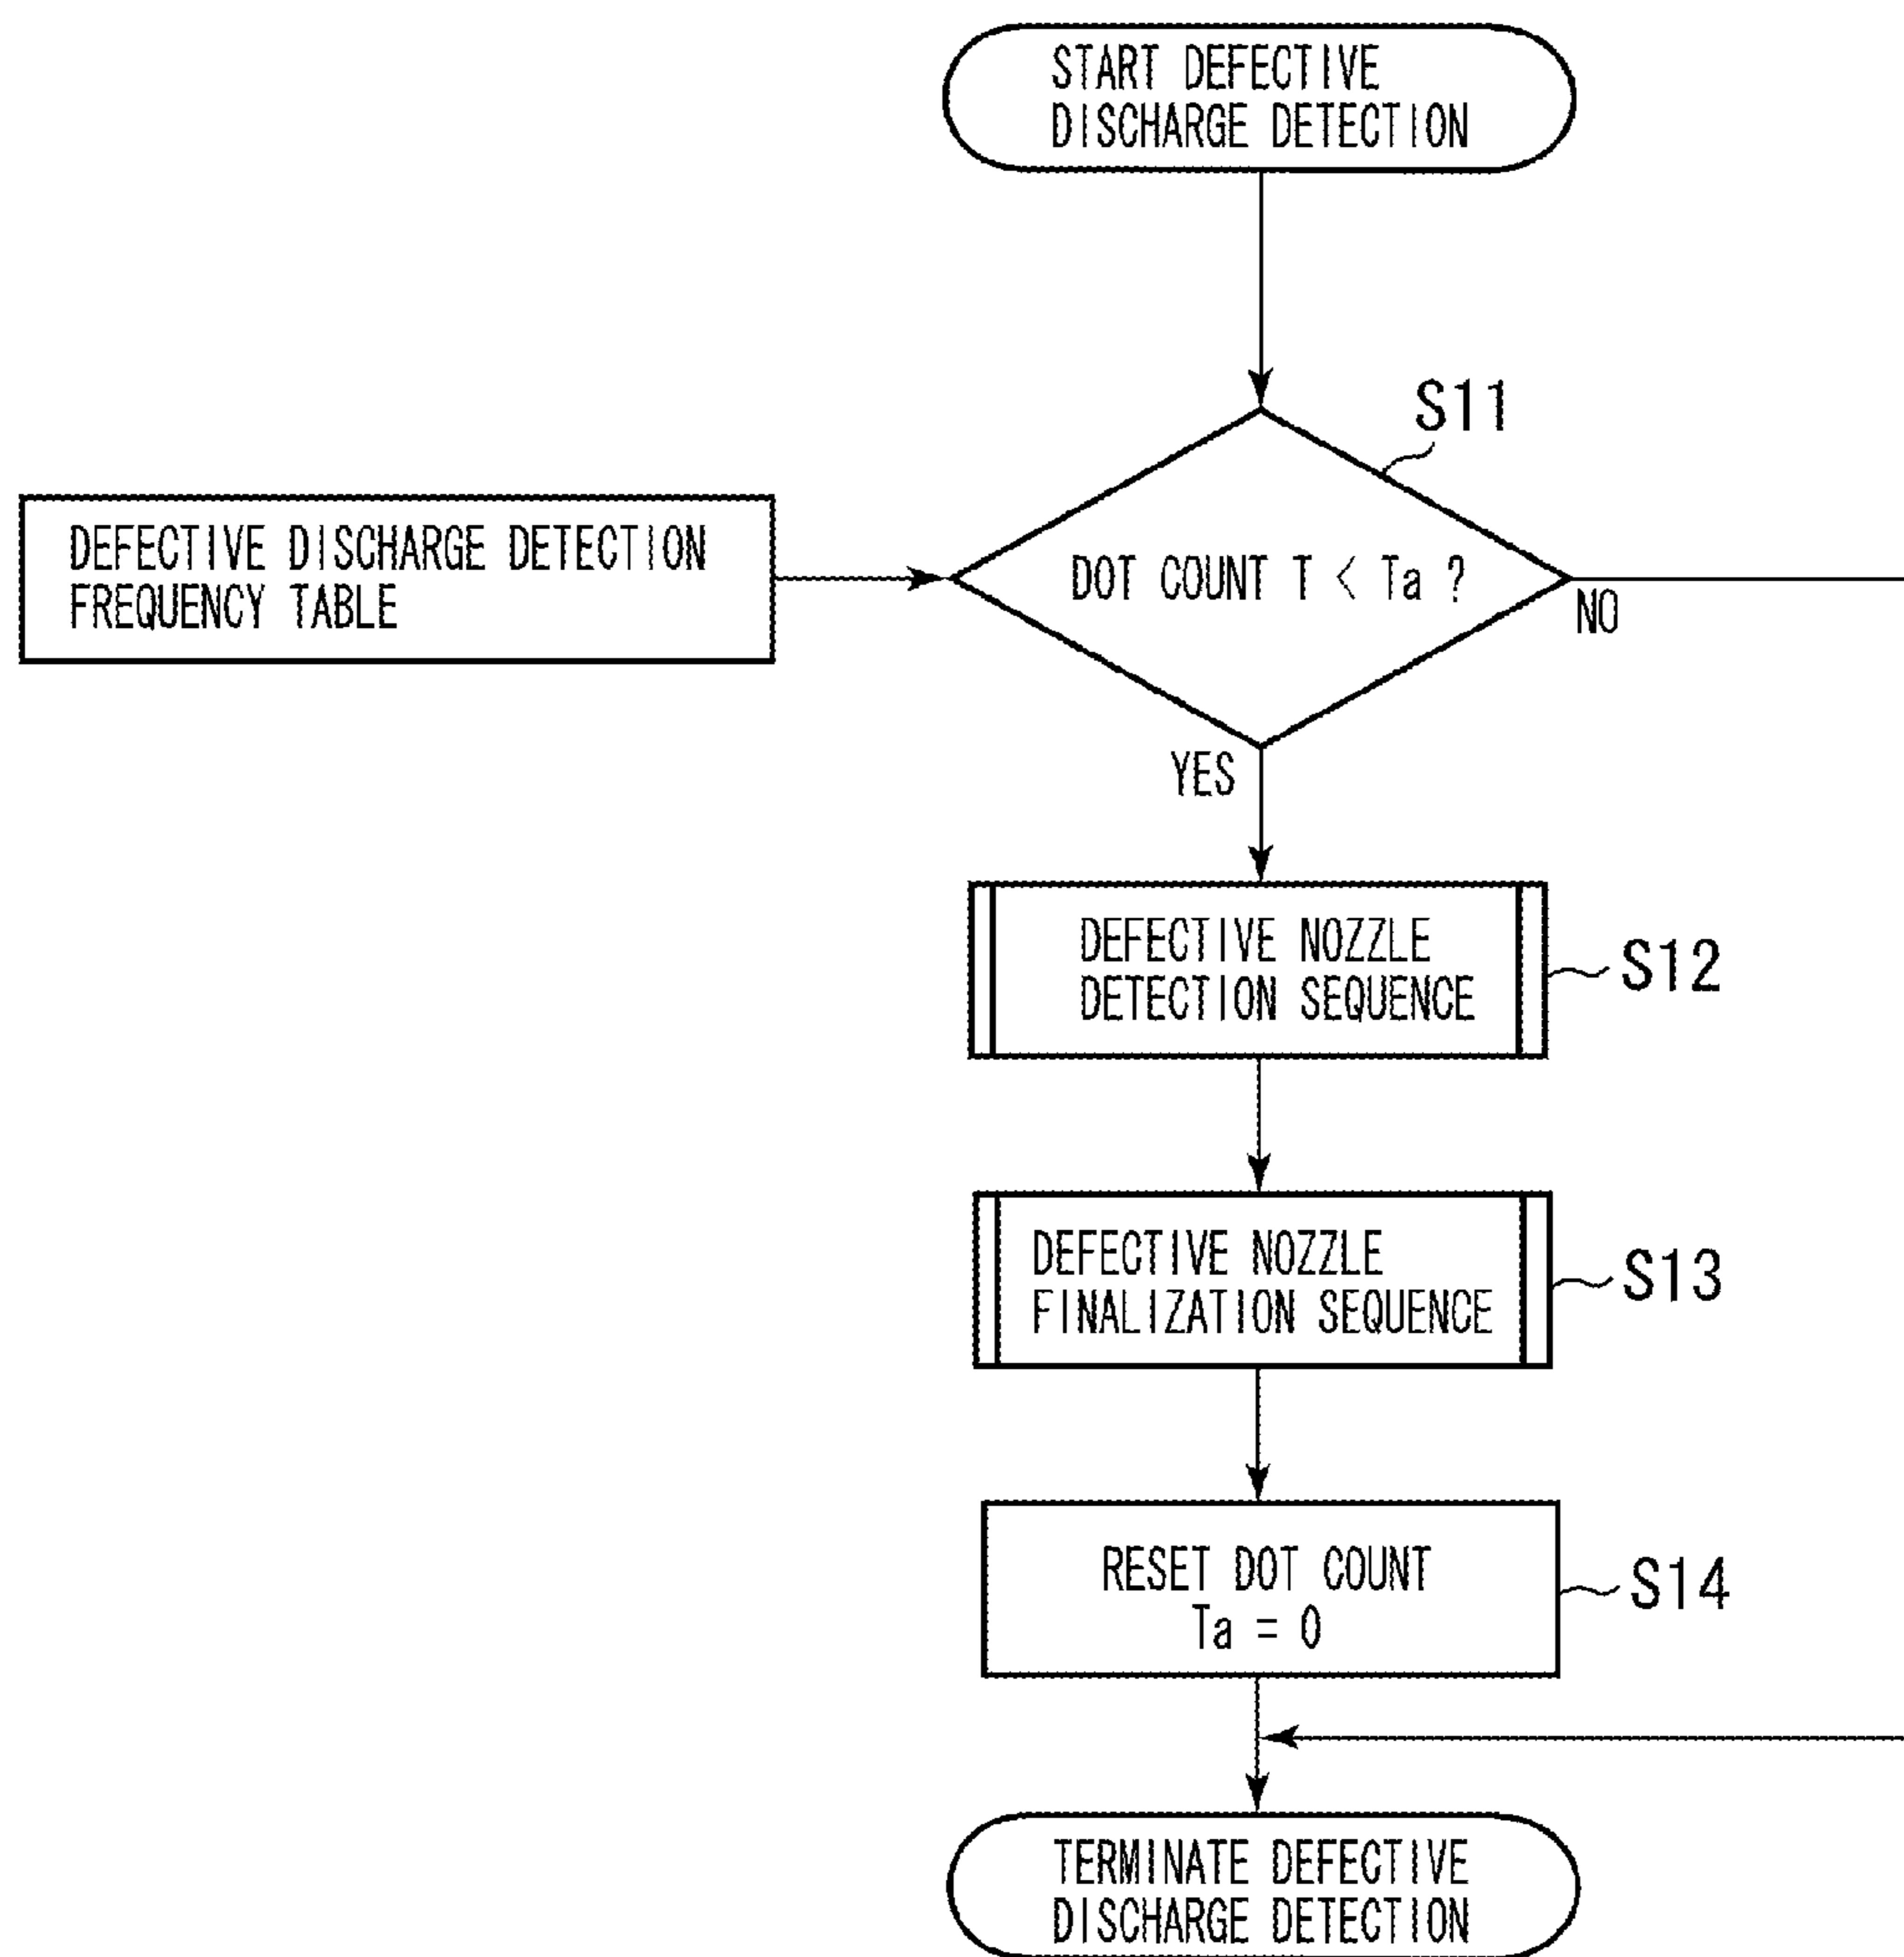 START DEFECTIVE
DISCHARGE DETECTION
S11
DEFECTIVE DISCHARGE DETECTION
FREQUENCY TABLE
DOT COUNT T < Ta ?
NO
YES
DEFECTIVE NOZZLE
DETECTION SEQUENCE
S12
DEFECTIVE NOZZLE
FINALIZATION SEQUENCE
S13
RESET DOT COUNT
Ta = 0
S14
TERMINATE DEFECTIVE
DISCHARGE DETECTION